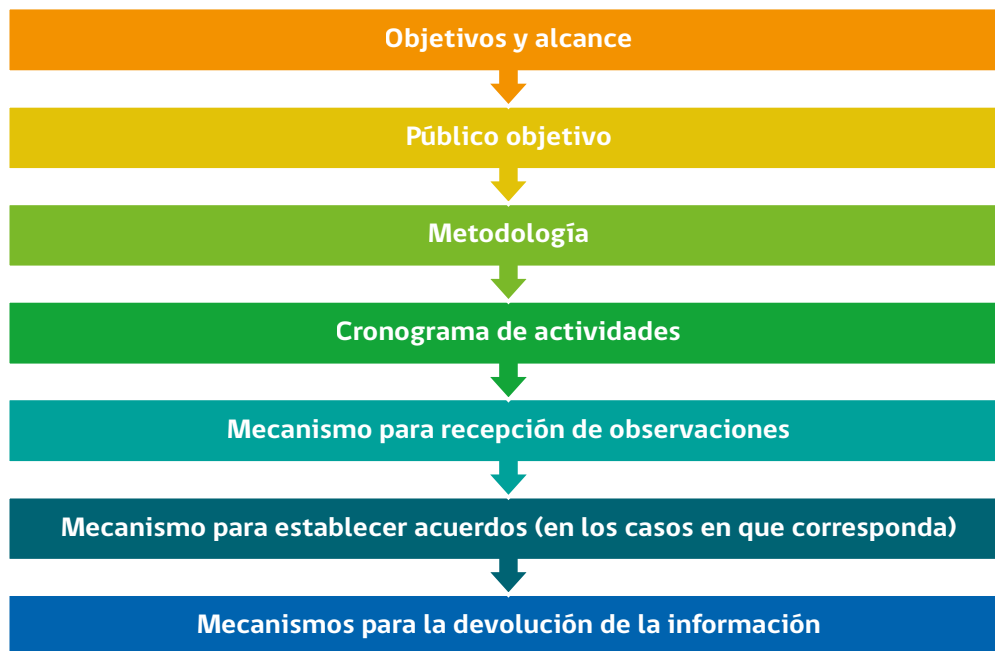 Objetivos y alcance
Público objetivo
Metodología
Cronograma de actividades
Mecanismo para recepción de observaciones
Mecanismo para establecer acuerdos (en los casos en que corresponda)
Mecanismos para la devolución de la información